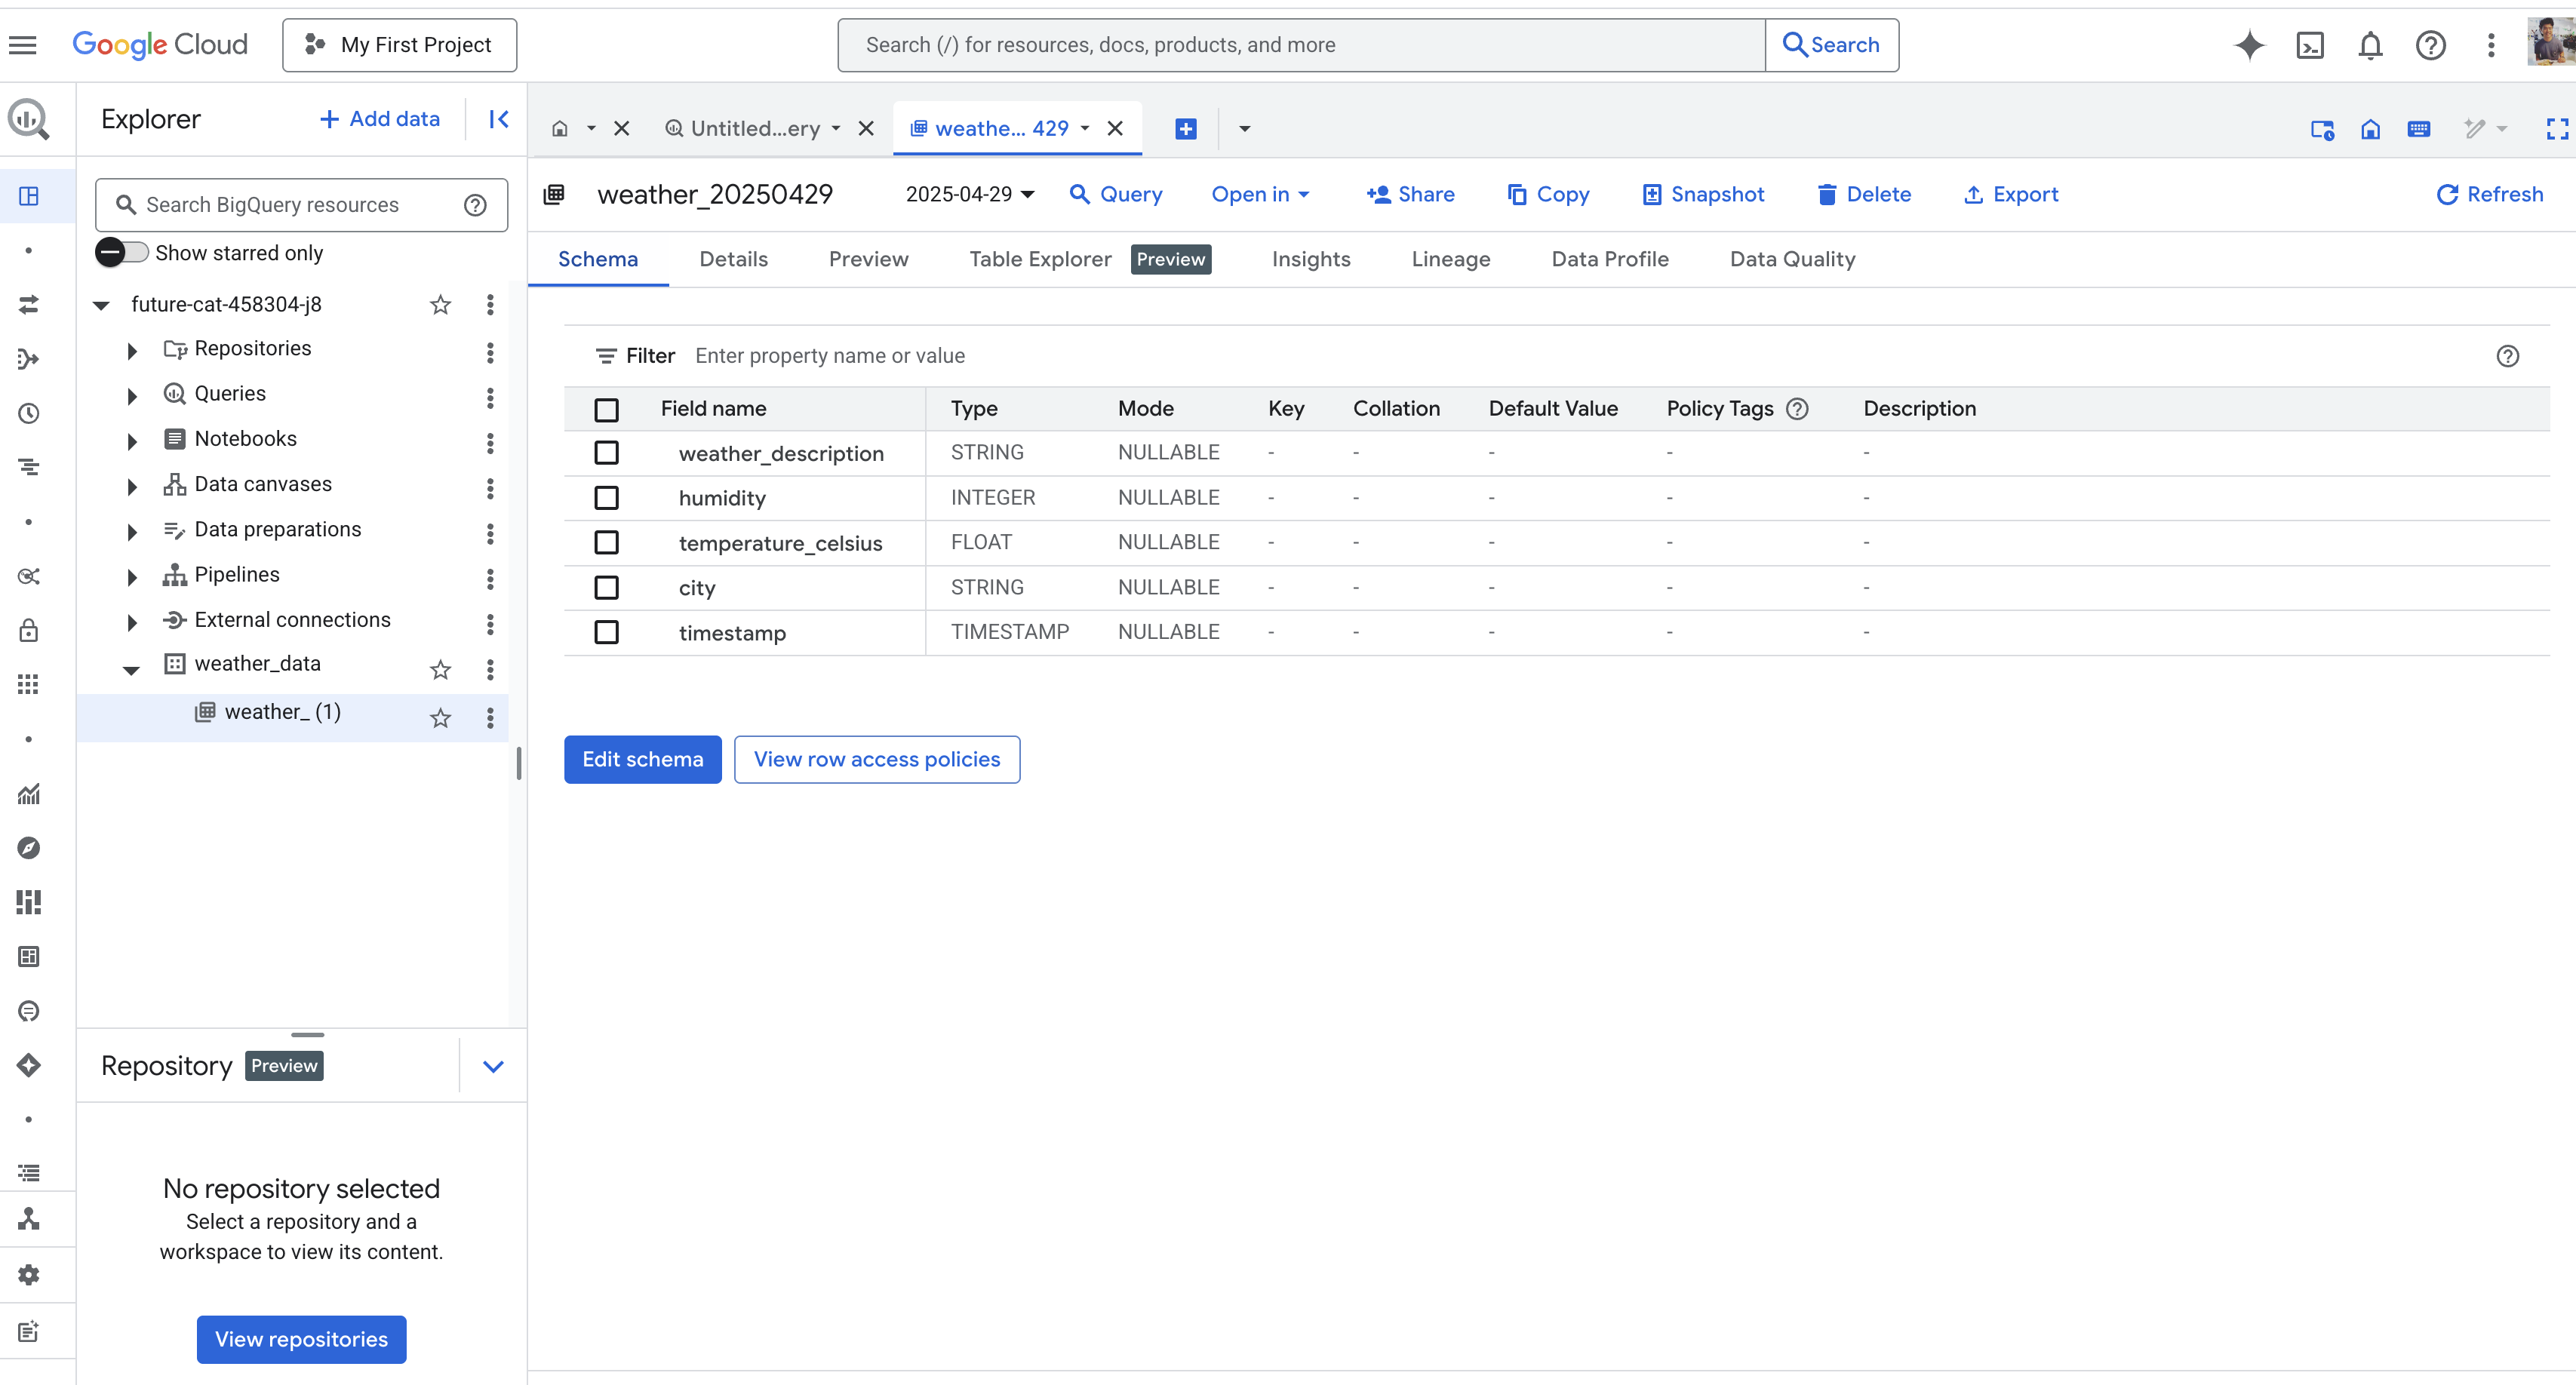 Google Cloud
My First Project
Search (/) for resources, docs, products, and more
Search
Explorer
Add data
Untitled...ery
weathe... 429
Search BigQuery resources
Show starred only
future-cat-458304-j8
Repositories
Queries
Notebooks
Data canvases
Data preparations
Pipelines
External connections
weather_data
weather_ (1)
weather_20250429
2025-04-29
Query
Open in
Share
Copy
Snapshot
Delete
Export
Refresh
Schema
Details
Preview
Table Explorer
Preview
Insights
Lineage
Data Profile
Data Quality
Filter Enter property name or value
Field name Type Mode Key Collation Default Value Policy Tags Description
weather_description STRING NULLABLE - - - - -
humidity INTEGER NULLABLE - - - - -
temperature_celsius FLOAT NULLABLE - - - - -
city STRING NULLABLE - - - - -
timestamp TIMESTAMP NULLABLE - - - - -
Edit schema
View row access policies
Repository Preview
No repository selected
Select a repository and a
workspace to view its content.
View repositories